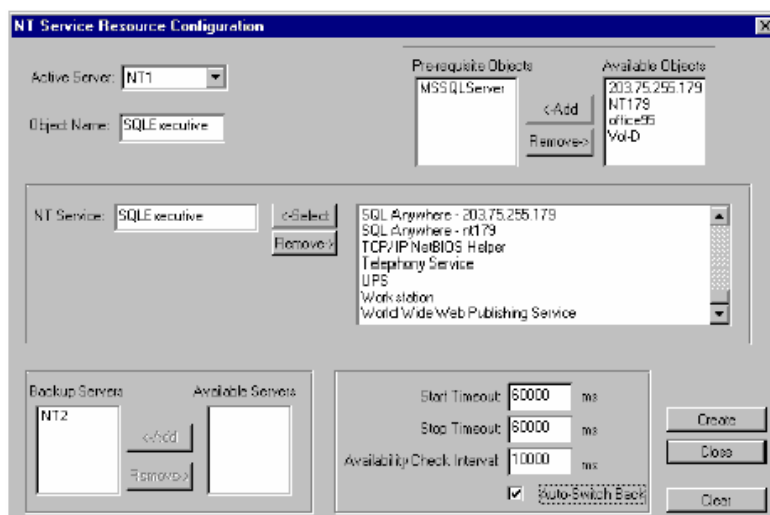 NT Service Resource Configuration
Active Server: NT1
Object Name: SQLExecutive
Pre-requisite Objects
MSSQLServer
<-Add
Remove->
Available Objects
203.75.255.179
NT179
office95
Vol-D
NT Service: SQLExecutive
<-Select
Remove->
SQL Anywhere - 203.75.255.179
SQL Anywhere - nt179
TCP/IP NetBIOS Helper
Telephony Service
UPS
Workstation
World Wide Web Publishing Service
Backup Servers
NT2
<-Add
Remove->
Available Servers
Start Timeout: 60000 ms
Stop Timeout: 60000 ms
Availability Check Interval: 10000 ms
Auto-Switch Back
Create
Close
Clear